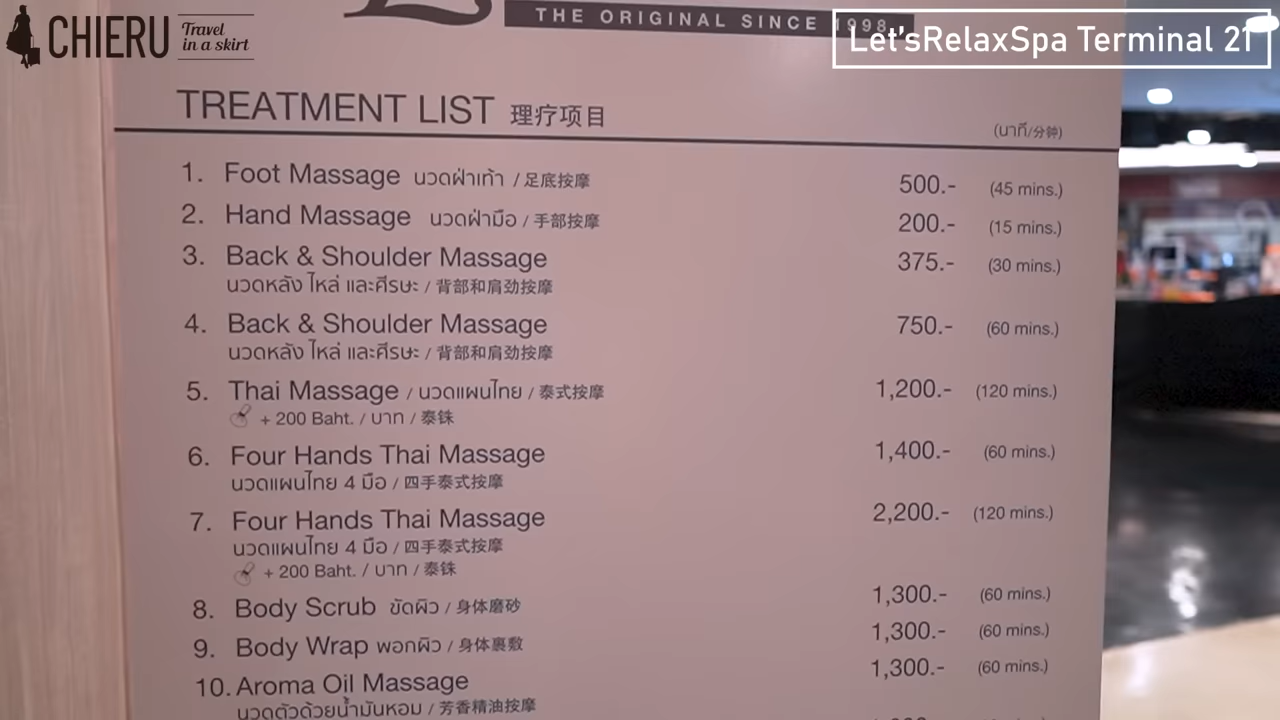 CHIERU Travel in a skirt
THE ORIGINAL SINCE 1998
Let'sRelaxSpa Terminal 21
TREATMENT LIST 理疗项目
(นาที/分钟)
1. Foot Massage นวดฝ่าเท้า / 足底按摩 500.- (45 mins.)
2. Hand Massage นวดฝ่ามือ / 手部按摩 200.- (15 mins.)
3. Back & Shoulder Massage 375.- (30 mins.)
นวดหลัง ไหล่ และศีรษะ / 背部和肩劲按摩
4. Back & Shoulder Massage 750.- (60 mins.)
นวดหลัง ไหล่ และศีรษะ / 背部和肩劲按摩
5. Thai Massage / นวดแผนไทย / 泰式按摩 1,200.- (120 mins.)
+ 200 Baht. / บาท / 泰铢
6. Four Hands Thai Massage 1,400.- (60 mins.)
นวดแผนไทย 4 มือ / 四手泰式按摩
7. Four Hands Thai Massage 2,200.- (120 mins.)
นวดแผนไทย 4 มือ / 四手泰式按摩
+ 200 Baht. / บาท / 泰铢
8. Body Scrub ขัดผิว / 身体磨砂 1,300.- (60 mins.)
9. Body Wrap พอกผิว / 身体裹敷 1,300.- (60 mins.)
10. Aroma Oil Massage 1,300.- (60 mins.)
นวดตัวด้วยน้ำมันหอม / 芳香精油按摩